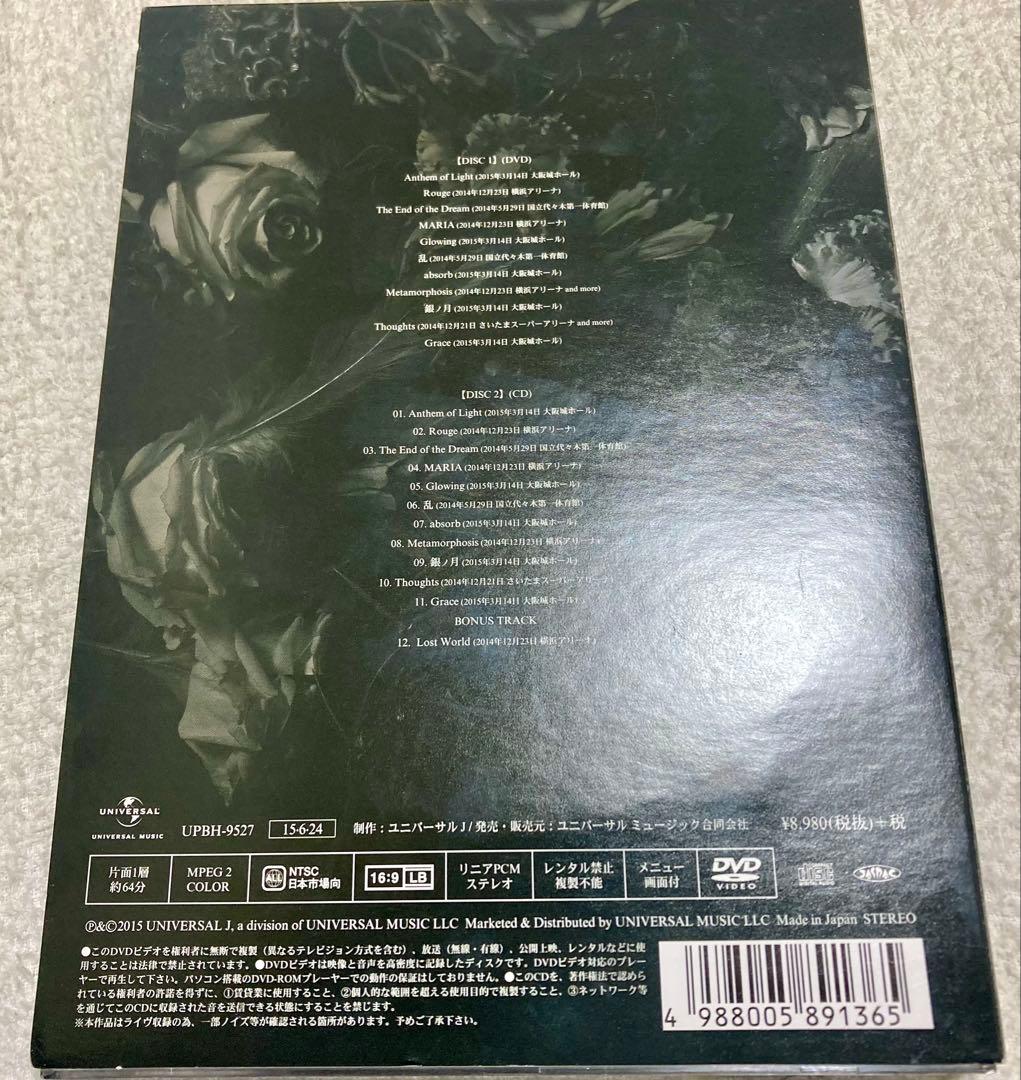 【DISC 1】(DVD)
Anthem of Light (2015年3月14日 大阪城ホール)
Rouge (2014年12月23日 横浜アリーナ)
The End of the Dream (2014年5月29日 国立代々木第一体育館)
MARIA (2014年12月23日 横浜アリーナ)
Glowing (2015年3月14日 大阪城ホール)
乱 (2014年5月29日 国立代々木第一体育館)
absorb (2015年3月14日 大阪城ホール)
Metamorphosis (2014年12月23日 横浜アリーナ and more)
銀ノ月 (2015年3月14日 大阪城ホール)
Thoughts (2014年12月21日 さいたまスーパーアリーナ and more)
Grace (2015年3月14日 大阪城ホール)
【DISC 2】(CD)
01. Anthem of Light (2015年3月14日 大阪城ホール)
02. Rouge (2014年12月23日 横浜アリーナ)
03. The End of the Dream (2014年5月29日 国立代々木第一体育館)
04. MARIA (2014年12月23日 横浜アリーナ)
05. Glowing (2015年3月14日 大阪城ホール)
06. 乱 (2014年5月29日 国立代々木第一体育館)
07. absorb (2015年3月14日 大阪城ホール)
08. Metamorphosis (2014年12月23日 横浜アリーナ)
09. 銀ノ月 (2015年3月14日 大阪城ホール)
10. Thoughts (2014年12月21日 さいたまスーパーアリーナ)
11. Grace (2015年3月14日 大阪城ホール)
BONUS TRACK
12. Lost World (2014年12月23日 横浜アリーナ)
UNIVERSAL
UNIVERSAL MUSIC
UPBH-9527 15·6·24 制作：ユニバーサル J / 発売・販売元：ユニバーサル ミュージック合同会社 ¥8,980(税抜)+税
片面1層 約64分
MPEG 2 COLOR
ALL NTSC 日本市場向
16:9 LB
リニアPCM ステレオ
レンタル禁止 複製不能
メニュー 画面付
DVD VIDEO
COMPACT disc DIGITAL AUDIO
JASRAC
℗&©2015 UNIVERSAL J, a division of UNIVERSAL MUSIC LLC Marketed & Distributed by UNIVERSAL MUSIC LLC Made in Japan STEREO
●このDVDビデオを権利者に無断で複製（異なるテレビジョン方式を含む）、放送（無線・有線）、公開上映、レンタルなどに使
用することは法律で禁止されています。●DVDビデオは映像と音声を高密度に記録したディスクです。DVDビデオ対応のプレー
ヤーで再生して下さい。パソコン搭載のDVD-ROMプレーヤーでの動作の保証はしておりません。●このCDを、著作権法で認めら
れている権利者の許諾を得ずに、①賃貸業に使用すること、②個人的な範囲を超える使用目的で複製すること、③ネットワーク等
を通じてこのCDに収録された音を送信できる状態にすることを禁じます。
※本作品はライヴ収録の為、一部ノイズ等が確認される箇所があります。予めご了承下さい。
4 988005 891365